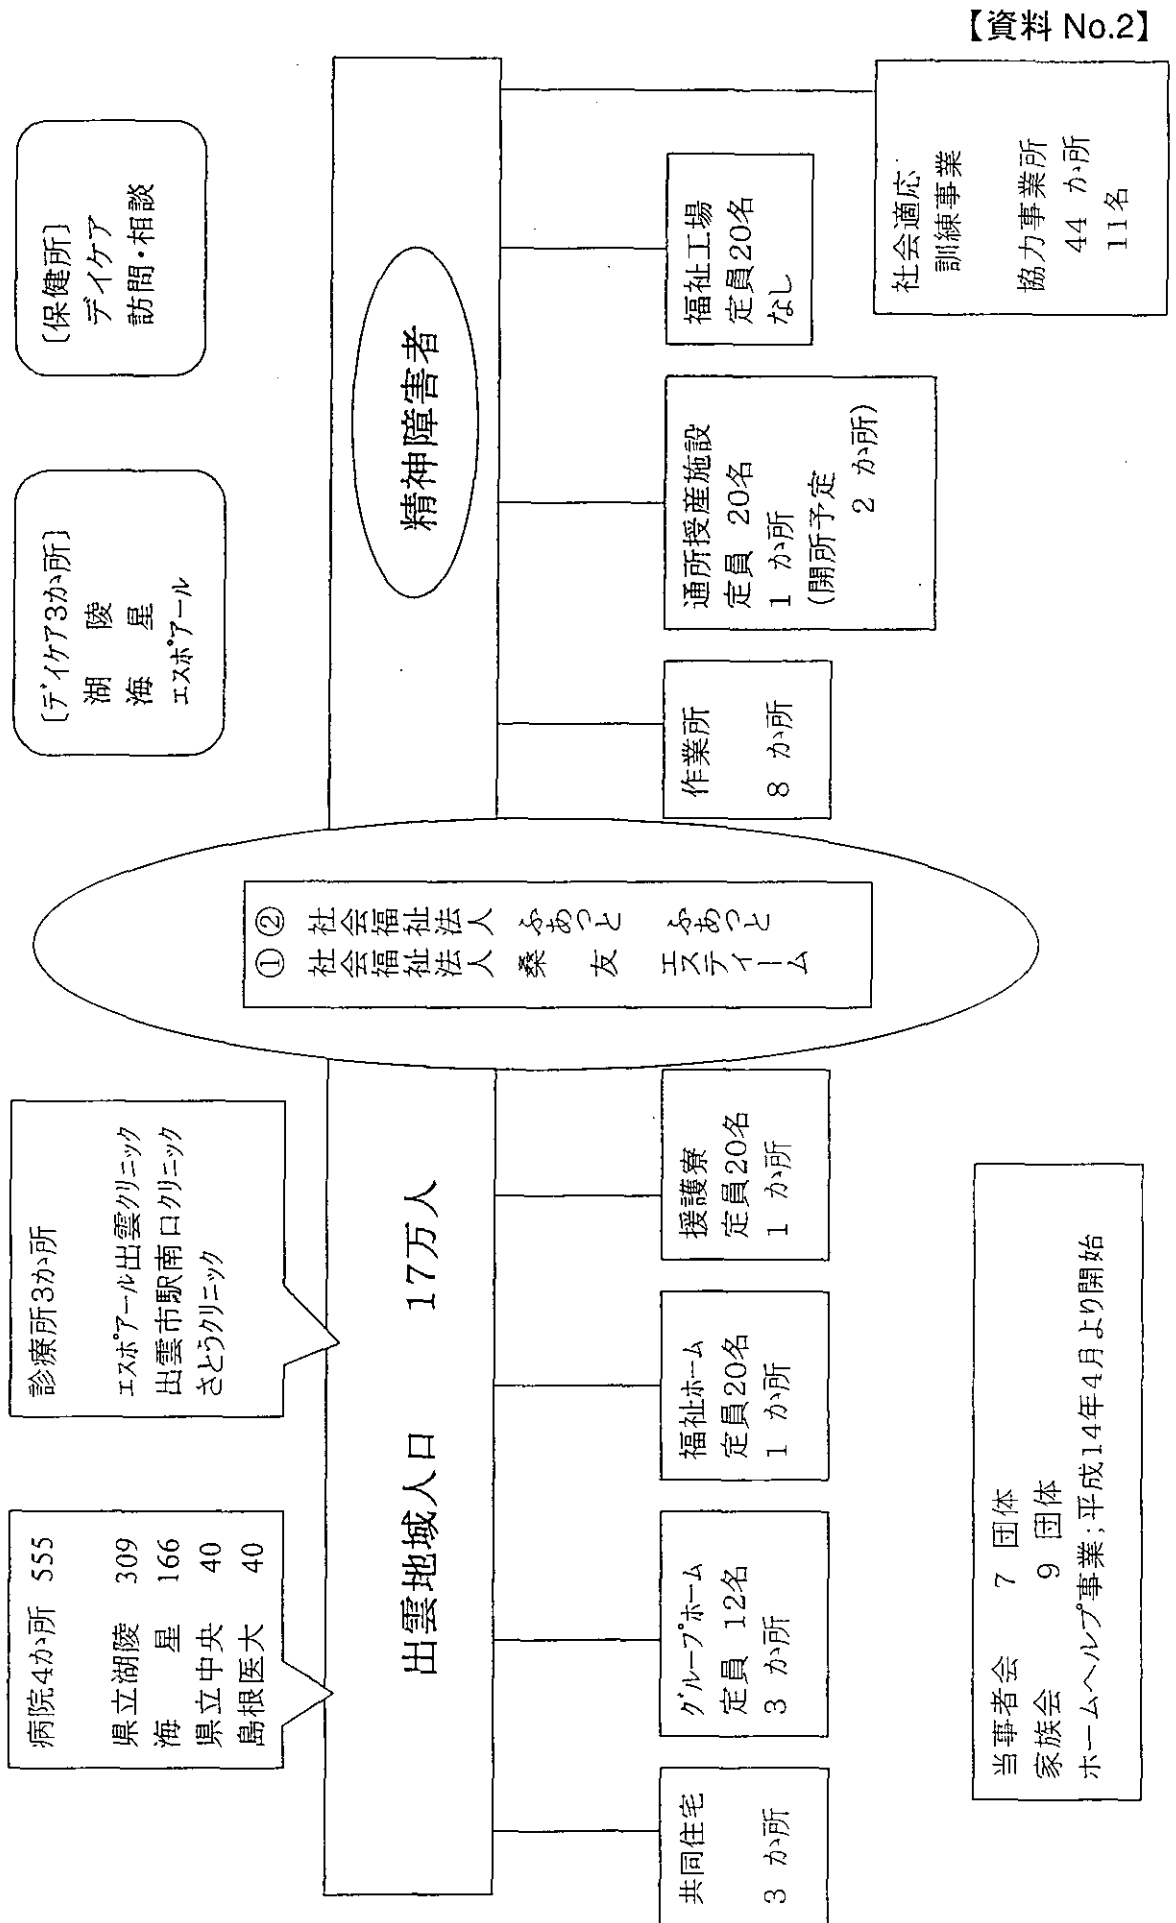 【資料 No.2】
病院4か所 555
県立湖陵 309
海 星 166
県立中央 40
島根医大 40
診療所3か所
エスポアール出雲クリニック
出雲市駅南口クリニック
さとうクリニック
〔デイケア3か所〕
湖 陵
海 星
エスポアール
〔保健所〕
デイケア
訪問・相談
出雲地域人口 17万人
精神障害者
① 社会福祉法人 桑 友 エスティーム
② 社会福祉法人 ふあっと ふあっと
共同住宅
3 か所
グループホーム
定員 12名
3 か所
福祉ホーム
定員20名
1 か所
援護寮
定員20名
1 か所
作業所
8 か所
通所授産施設
定員 20名
1 か所
(開所予定
2 か所)
福祉工場
定員20名
なし
社会適応
訓練事業
協力事業所
44 か所
11名
当事者会 7 団体
家族会 9 団体
ホームヘルプ事業;平成14年4月より開始